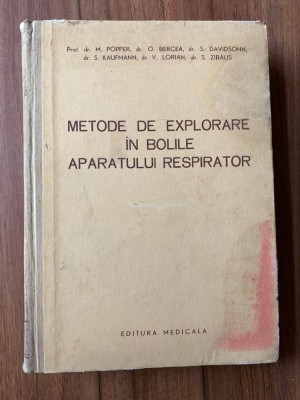 Prof. dr. M. POPPER, dr. O. BERCEA, dr. S. DAVIDSOHN,
dr. S. KAUFMANN, dr. V. LORIAN, dr. S. ZIBALIS
METODE DE EXPLORARE
ÎN BOLILE
APARATULUI RESPIRATOR
EDITURA MEDICALA